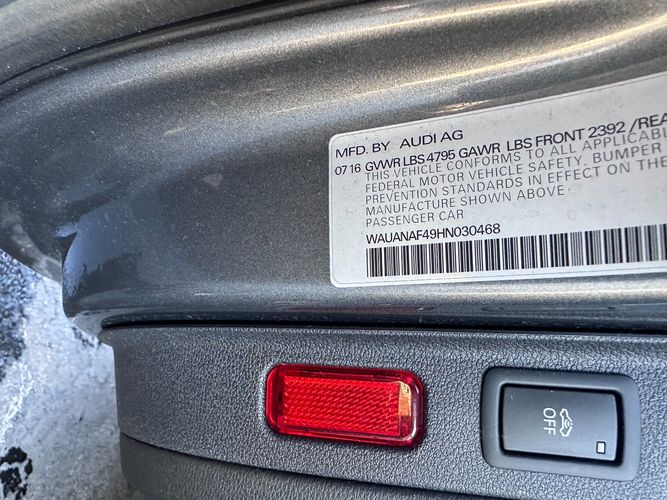 MFD. BY AUDI AG
07 16 GVWR LBS 4795 GAWR LBS FRONT 2392 /REA
THIS VEHICLE CONFORMS TO ALL APPLICABLE
FEDERAL MOTOR VEHICLE SAFETY, BUMPER
PREVENTION STANDARDS IN EFFECT ON THE
MANUFACTURE SHOWN ABOVE
PASSENGER CAR
WAUANAF49HN030468
OFF